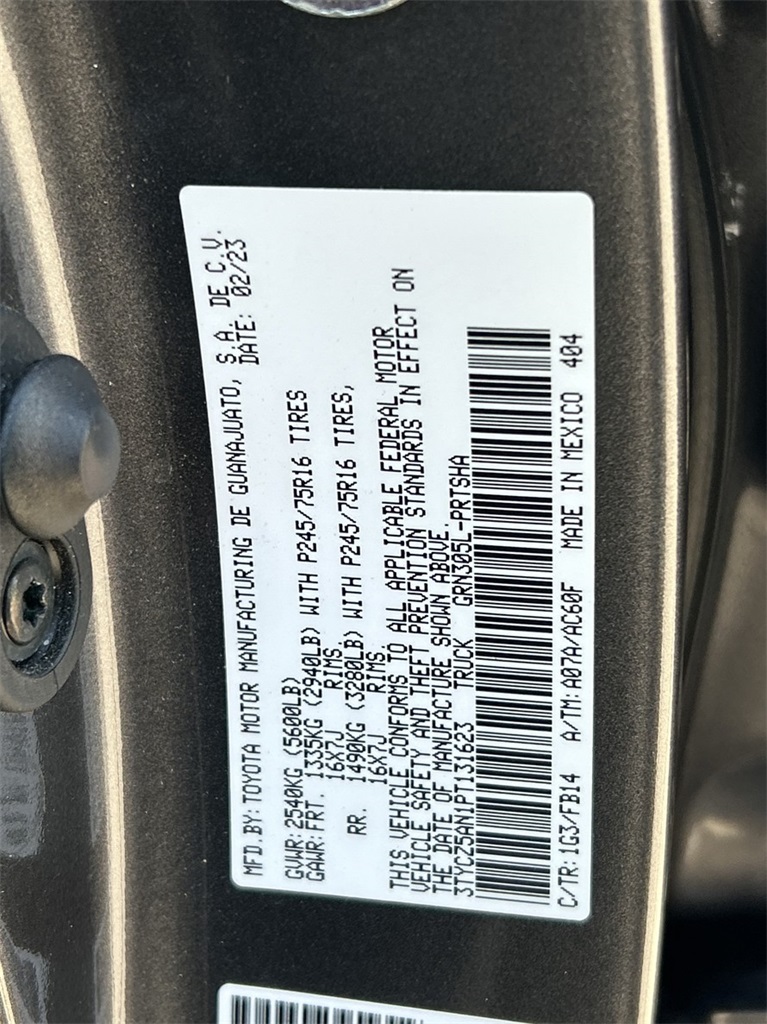 MFD.BY: TOYOTA MOTOR MANUFACTURING DE GUANAJUATO, S.A. DE C.V.
DATE: 02/23
GVWR: 2540KG (5600LB)
GAWR: FRT. 1335KG (2940LB) WITH P245/75R16 TIRES
16X7J RIMS,
RR. 1490KG (3280LB) WITH P245/75R16 TIRES,
16X7J RIMS
THIS VEHICLE CONFORMS TO ALL APPLICABLE FEDERAL MOTOR
VEHICLE SAFETY AND THEFT PREVENTION STANDARDS IN EFFECT ON
THE DATE OF MANUFACTURE SHOWN ABOVE.
3TYCZ5AN1PT131623 TRUCK GRN305L-PRTSHA
C/TR: 1G3/FB14 A/TM: A07A/AC60F MADE IN MEXICO 404